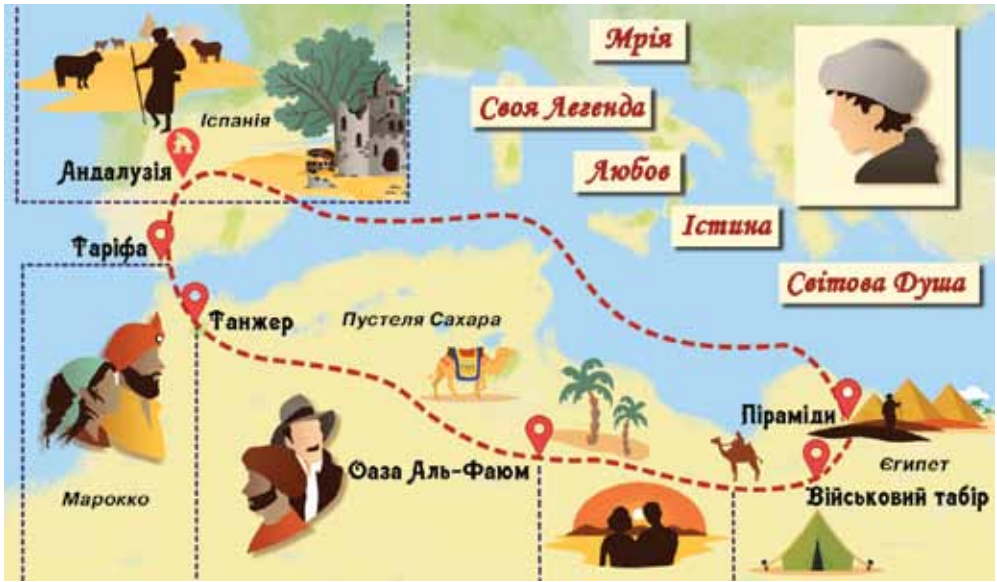 Мрія
Своя Легенда
Любов
Істина
Світова Душа
Іспанія
Андалузія
Таріфа
Танжер
Пустеля Сахара
Марокко
Оаза Аль-Фаюм
Піраміди
Єгипет
Військовий табір